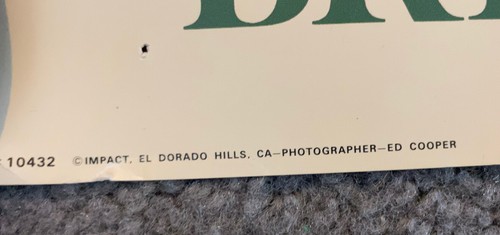 10432 ©IMPACT, EL DORADO HILLS, CA—PHOTOGRAPHER—ED COOPER